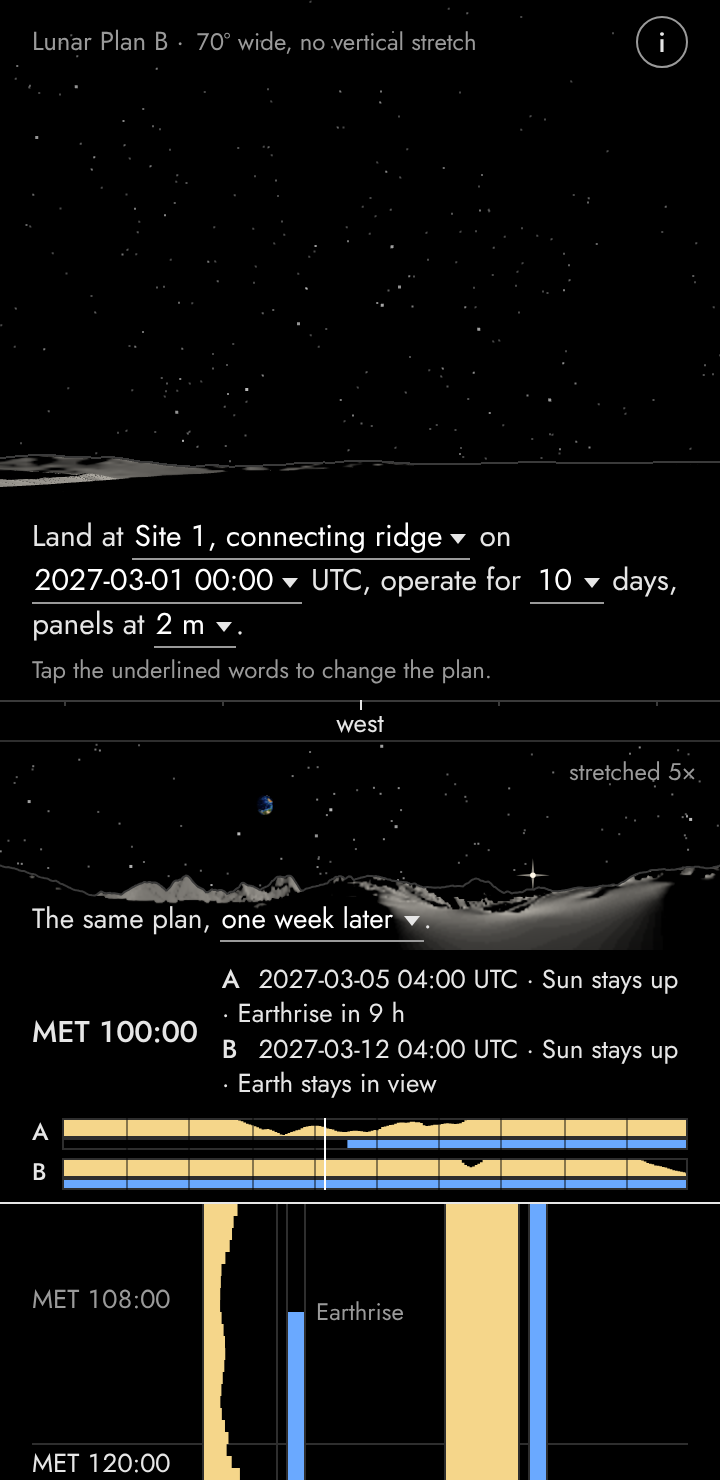 Lunar Plan B · 70° wide, no vertical stretch
i
Land at Site 1, connecting ridge on
2027-03-01 00:00 UTC, operate for 10 days,
panels at 2 m.
Tap the underlined words to change the plan.
west
stretched 5×
The same plan, one week later.
MET 100:00
A 2027-03-05 04:00 UTC · Sun stays up
· Earthrise in 9 h
B 2027-03-12 04:00 UTC · Sun stays up
· Earth stays in view
A
B
MET 108:00
Earthrise
MET 120:00